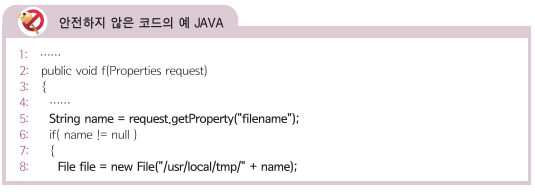 안전하지 않은 코드의 예 JAVA
1: ……
2: public void f(Properties request)
3: {
4: ……
5: String name = request.getProperty("filename");
6: if( name != null )
7: {
8: File file = new File("/usr/local/tmp/" + name);